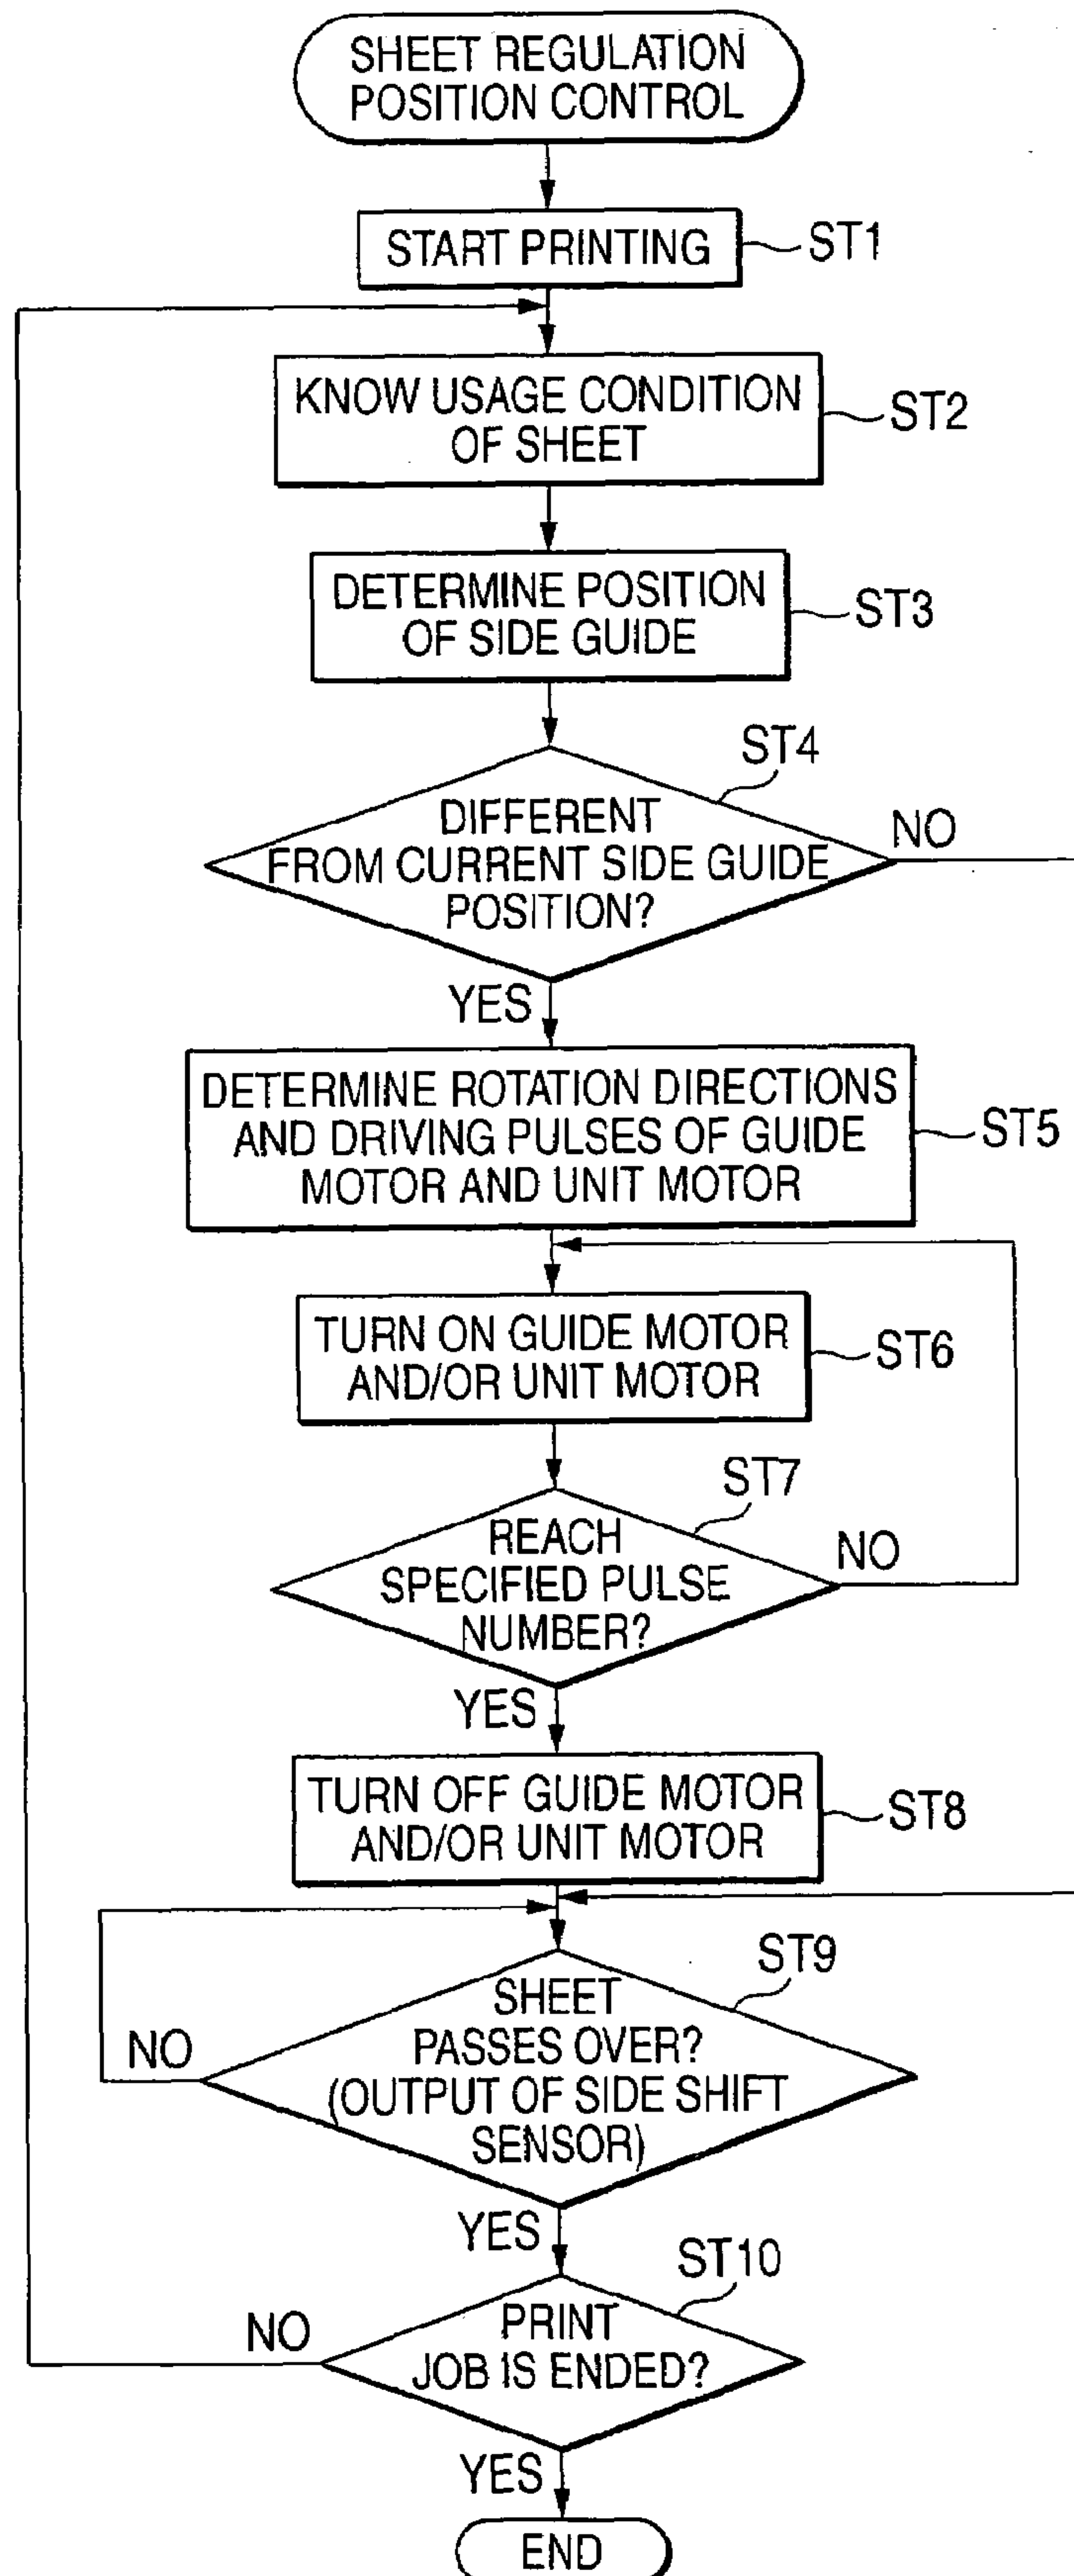 SHEET REGULATION
POSITION CONTROL
START PRINTING
ST1
KNOW USAGE CONDITION
OF SHEET
ST2
DETERMINE POSITION
OF SIDE GUIDE
ST3
ST4
DIFFERENT
FROM CURRENT SIDE GUIDE
POSITION?
NO
YES
DETERMINE ROTATION DIRECTIONS
AND DRIVING PULSES OF GUIDE
MOTOR AND UNIT MOTOR
ST5
TURN ON GUIDE MOTOR
AND/OR UNIT MOTOR
ST6
ST7
REACH
SPECIFIED PULSE
NUMBER?
NO
YES
TURN OFF GUIDE MOTOR
AND/OR UNIT MOTOR
ST8
ST9
SHEET
PASSES OVER?
(OUTPUT OF SIDE SHIFT
SENSOR)
NO
YES
ST10
PRINT
JOB IS ENDED?
NO
YES
END